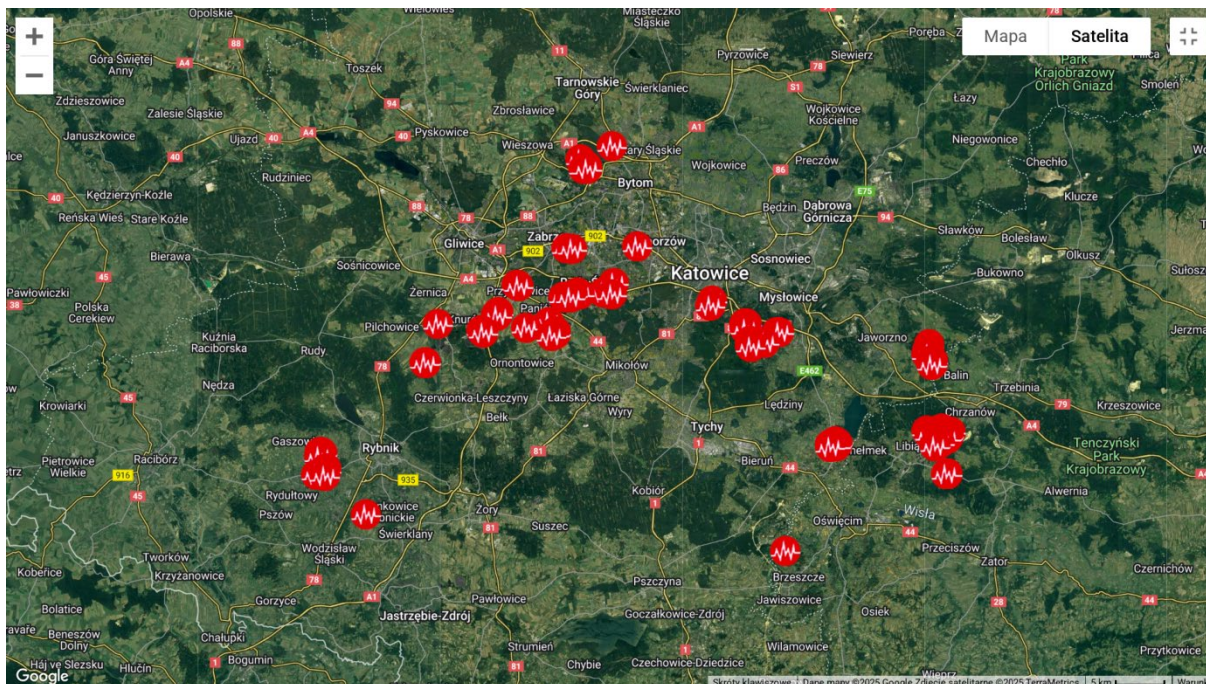 Opolskie
Wielowieś
Miasteczko
Śląskie
Poręba
Siewierz
Mapa
Satelita
Park
Krajobrazowy
Orlich Gniazd
Smoleń
+
−
Góra Świętej
Anny
Toszek
Tarnowskie
Góry
Świerklaniec
Pyrzowice
Zdzieszowice
Zalesie Śląskie
Zbrosławice
Wojkowice
Kościelne
Łazy
Januszkowice
Ujazd
Pyskowice
Wieszowa
Niegowonice
Rudziniec
Wojkowice
Preczów
Chechło
Kędzierzyn-Koźle
Bytom
Będzin
Dąbrowa
Górnicza
Klucze
Reńska Wieś
Stare Koźle
Sławków
Bolesław
Bierawa
Gliwice
Sośnicowice
Sosnowiec
Olkusz
Bukowno
Katowice
Pawłowiczki
Polska
Cerekiew
Żernica
Mysłowice
Pilchowice
Kuźnia
Raciborska
Rudy
Jaworzno
Nędza
Ornontowice
Mikołów
Balin
Trzebinia
Krowiarki
Czerwionka-Leszczyny
Bełk
Łaziska Górne
Wyry
Lędziny
Chrzanów
Krzeszowice
Tychy
Pietrowice
Wielkie
Racibórz
Rybnik
Bieruń
Tenczyński
Park
Krajobrazowy
Rydułtowy
Pszów
Kobiór
Alwernia
Żory
Suszec
Świerklany
Oświęcim
Wisła
Wodzisław
Śląski
Przeciszów
Tworków
Krzyżanowice
Kobeřice
Zator
Czernichów
Pszczyna
Brzeszcze
Gorzyce
Pawłowice
Jawiszowice
Bolatice
Jastrzębie-Zdrój
Goczałkowice-Zdrój
Osiek
Beneszów
Dolny
Chałupki
Strumień
Wilamowice
Przytkowice
Háj ve Slezsku
Hlučín
Bogumin
Chybie
Czechowice-Dziedzice
Wieprz
Google
Skróty klawiszowe
Dane mapy ©2025 Google Zdjęcie satelitarne ©2025 TerraMetrics
5 km